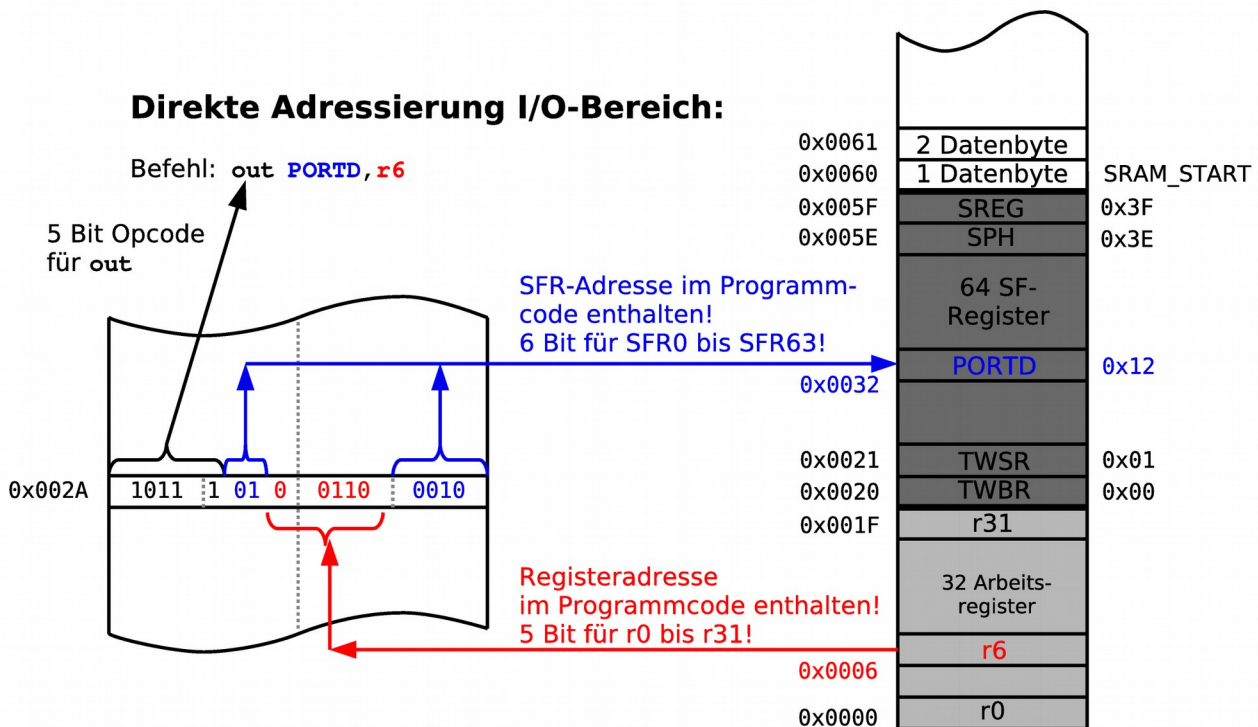 Direkte Adressierung I/O-Bereich:
Befehl: out PORTD,r6
5 Bit Opcode
für out
SFR-Adresse im Programm-
code enthalten!
6 Bit für SFR0 bis SFR63!
0x002A 1011 1 01 0 0110 0010
Registeradresse
im Programmcode enthalten!
5 Bit für r0 bis r31!
0x0061 2 Datenbyte
0x0060 1 Datenbyte SRAM_START
0x005F SREG 0x3F
0x005E SPH 0x3E
64 SF-
Register
PORTD 0x12
0x0032
0x0021 TWSR 0x01
0x0020 TWBR 0x00
0x001F r31
32 Arbeits-
register
r6
0x0006
0x0000 r0